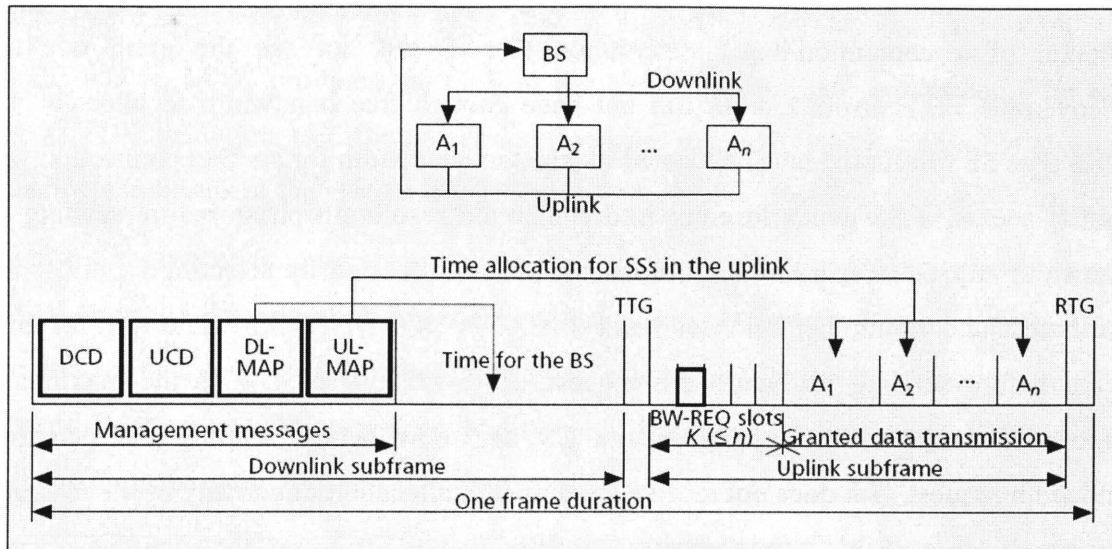 BS
Downlink
A1 A2 ... An
Uplink
Time allocation for SSs in the uplink
TTG RTG
DCD UCD DL-MAP UL-MAP
Time for the BS
A1 A2 ... An
BW-REQ slots
K (≤ n) Granted data transmission
Management messages
Downlink subframe Uplink subframe
One frame duration